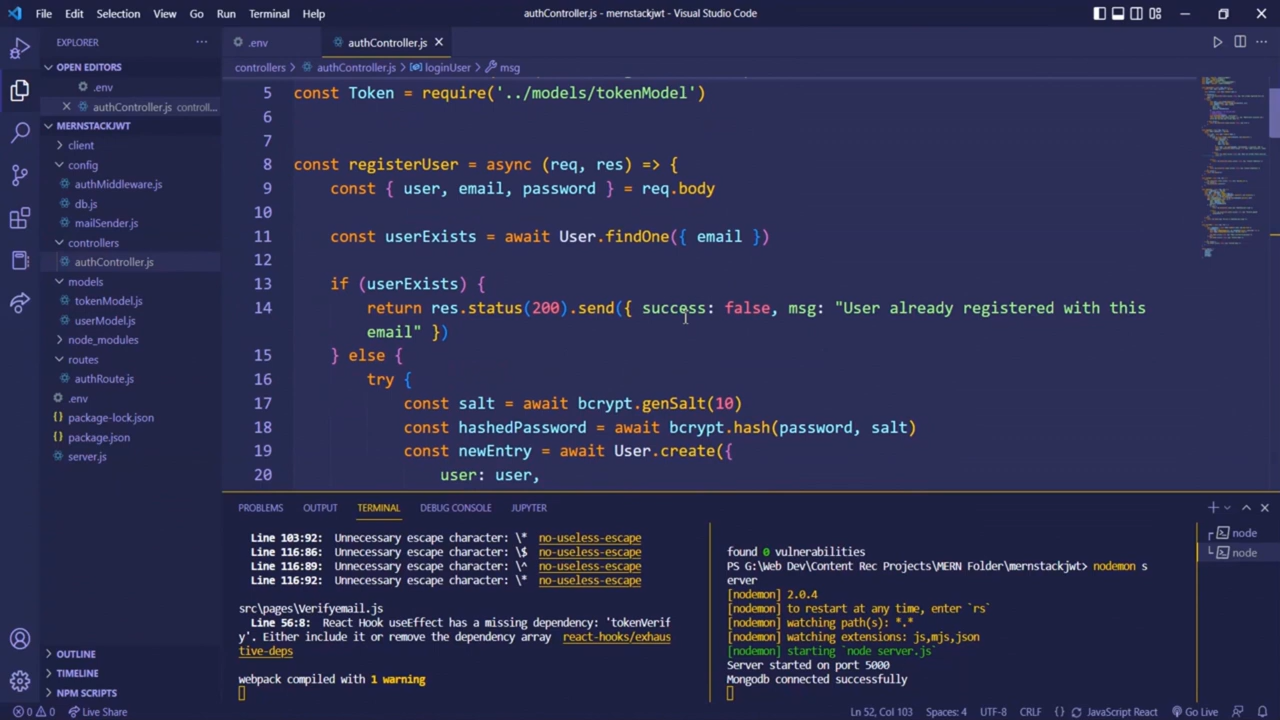 File Edit Selection View Go Run Terminal Help
authController.js - mernstackjwt - Visual Studio Code
EXPLORER
OPEN EDITORS
.env
authController.js controll...
MERNSTACKJWT
client
config
authMiddleware.js
db.js
mailSender.js
controllers
authController.js
models
tokenModel.js
userModel.js
node_modules
routes
authRoute.js
.env
package-lock.json
package.json
server.js
OUTLINE
TIMELINE
NPM SCRIPTS
.env authController.js
controllers > authController.js > loginUser > msg
5 const Token = require('../models/tokenModel')
6
7
8 const registerUser = async (req, res) => {
9 const { user, email, password } = req.body
10
11 const userExists = await User.findOne({ email })
12
13 if (userExists) {
14 return res.status(200).send({ success: false, msg: "User already registered with this
email" })
15 } else {
16 try {
17 const salt = await bcrypt.genSalt(10)
18 const hashedPassword = await bcrypt.hash(password, salt)
19 const newEntry = await User.create({
20 user: user,
PROBLEMS OUTPUT TERMINAL DEBUG CONSOLE JUPYTER
Line 103:92: Unnecessary escape character: \* no-useless-escape
Line 116:86: Unnecessary escape character: \$ no-useless-escape
Line 116:89: Unnecessary escape character: \^ no-useless-escape
Line 116:92: Unnecessary escape character: \* no-useless-escape
src\pages\Verifyemail.js
Line 56:8: React Hook useEffect has a missing dependency: 'tokenVerif
y'. Either include it or remove the dependency array react-hooks/exhaus
tive-deps
webpack compiled with 1 warning
found 0 vulnerabilities
PS G:\Web Dev\Content Rec Projects\MERN Folder\mernstackjwt> nodemon s
erver
[nodemon] 2.0.4
[nodemon] to restart at any time, enter `rs`
[nodemon] watching path(s): *.*
[nodemon] watching extensions: js,mjs,json
[nodemon] starting `node server.js`
Server started on port 5000
Mongodb connected successfully
node
node
0 0 Live Share
Ln 52, Col 103 Spaces: 4 UTF-8 CRLF {} JavaScript React Go Live